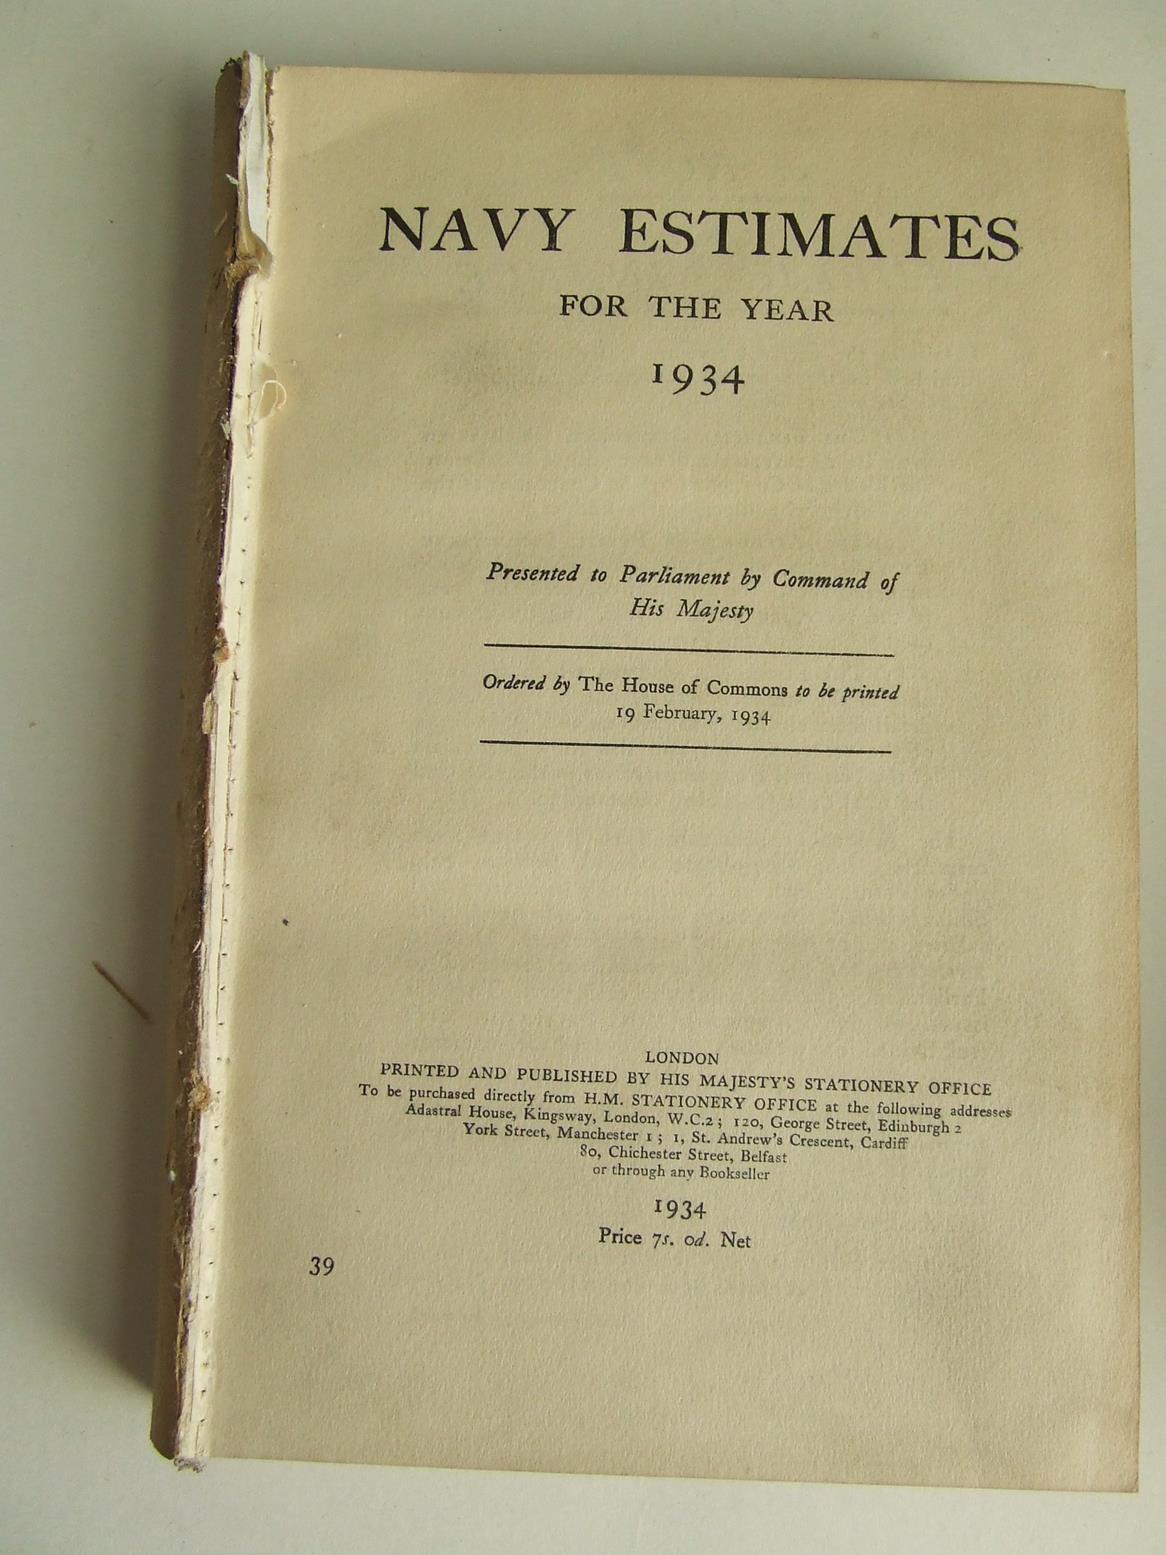 NAVY ESTIMATES
FOR THE YEAR
1934
Presented to Parliament by Command of
His Majesty
Ordered by The House of Commons to be printed
19 February, 1934
LONDON
PRINTED AND PUBLISHED BY HIS MAJESTY'S STATIONERY OFFICE
To be purchased directly from H.M. STATIONERY OFFICE at the following addresses
Adastral House, Kingsway, London, W.C.2 ; 120, George Street, Edinburgh 2
York Street, Manchester 1 ; 1, St. Andrew's Crescent, Cardiff
80, Chichester Street, Belfast
or through any Bookseller
1934
Price 7s. 0d. Net
39